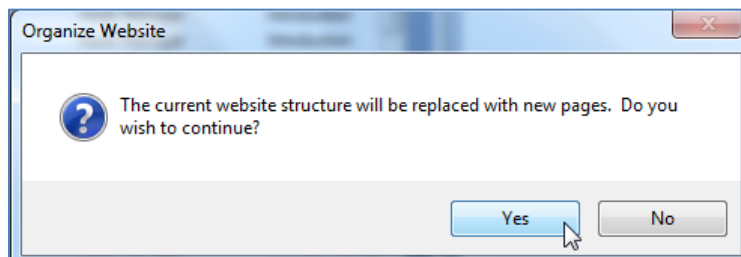 Organize Website
The current website structure will be replaced with new pages.  Do you
wish to continue?
Yes
No